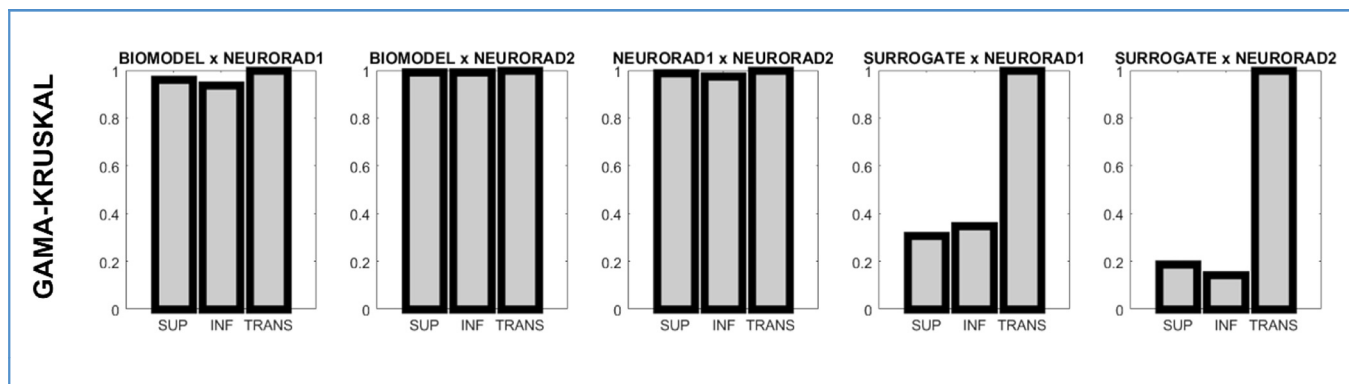 GAMA-KRUSKAL
BIOMODEL x NEURORAD1
1
0.8
0.6
0.4
0.2
0
SUP INF TRANS
BIOMODEL x NEURORAD2
1
0.8
0.6
0.4
0.2
0
SUP INF TRANS
NEURORAD1 x NEURORAD2
1
0.8
0.6
0.4
0.2
0
SUP INF TRANS
SURROGATE x NEURORAD1
1
0.8
0.6
0.4
0.2
0
SUP INF TRANS
SURROGATE x NEURORAD2
1
0.8
0.6
0.4
0.2
0
SUP INF TRANS